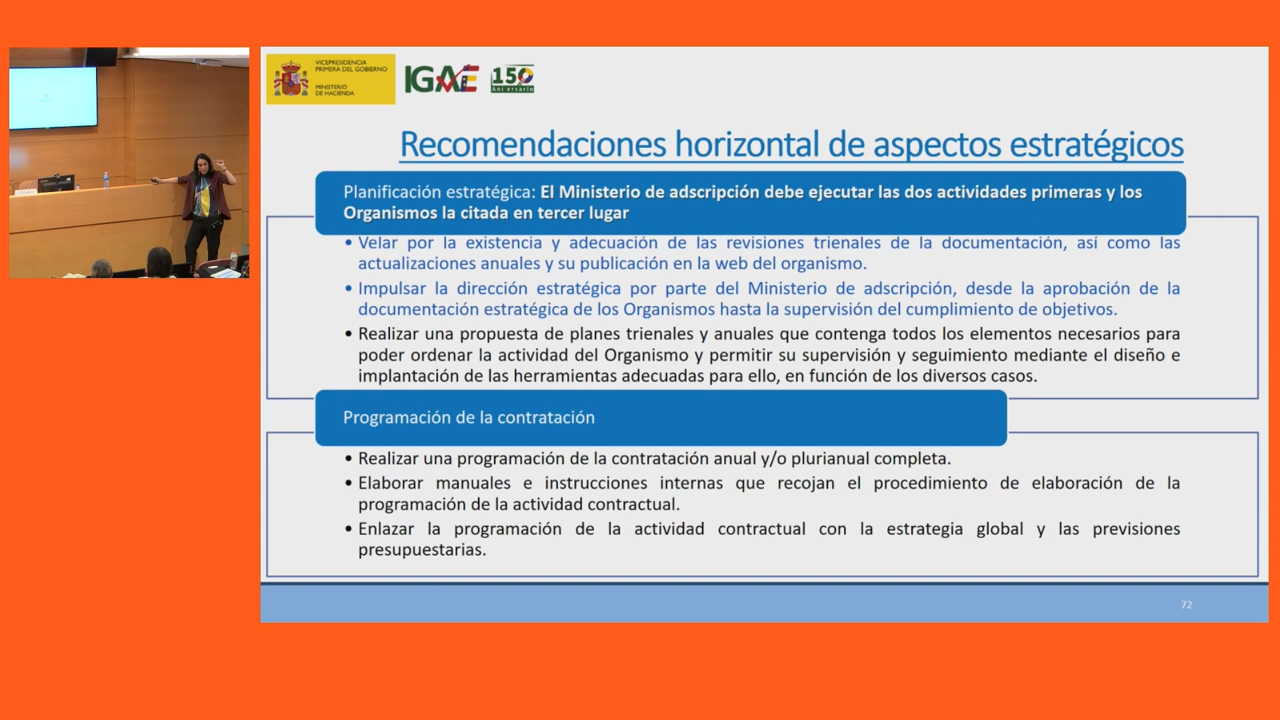 VICEPRESIDENCIA
PRIMERA DEL GOBIERNO
MINISTERIO
DE HACIENDA
IGAE
150
Aniversario
Recomendaciones horizontal de aspectos estratégicos
Planificación estratégica: El Ministerio de adscripción debe ejecutar las dos actividades primeras y los
Organismos la citada en tercer lugar
• Velar por la existencia y adecuación de las revisiones trienales de la documentación, así como las
actualizaciones anuales y su publicación en la web del organismo.
• Impulsar la dirección estratégica por parte del Ministerio de adscripción, desde la aprobación de la
documentación estratégica de los Organismos hasta la supervisión del cumplimiento de objetivos.
• Realizar una propuesta de planes trienales y anuales que contenga todos los elementos necesarios para
poder ordenar la actividad del Organismo y permitir su supervisión y seguimiento mediante el diseño e
implantación de las herramientas adecuadas para ello, en función de los diversos casos.
Programación de la contratación
• Realizar una programación de la contratación anual y/o plurianual completa.
• Elaborar manuales e instrucciones internas que recojan el procedimiento de elaboración de la
programación de la actividad contractual.
• Enlazar la programación de la actividad contractual con la estrategia global y las previsiones
presupuestarias.
72